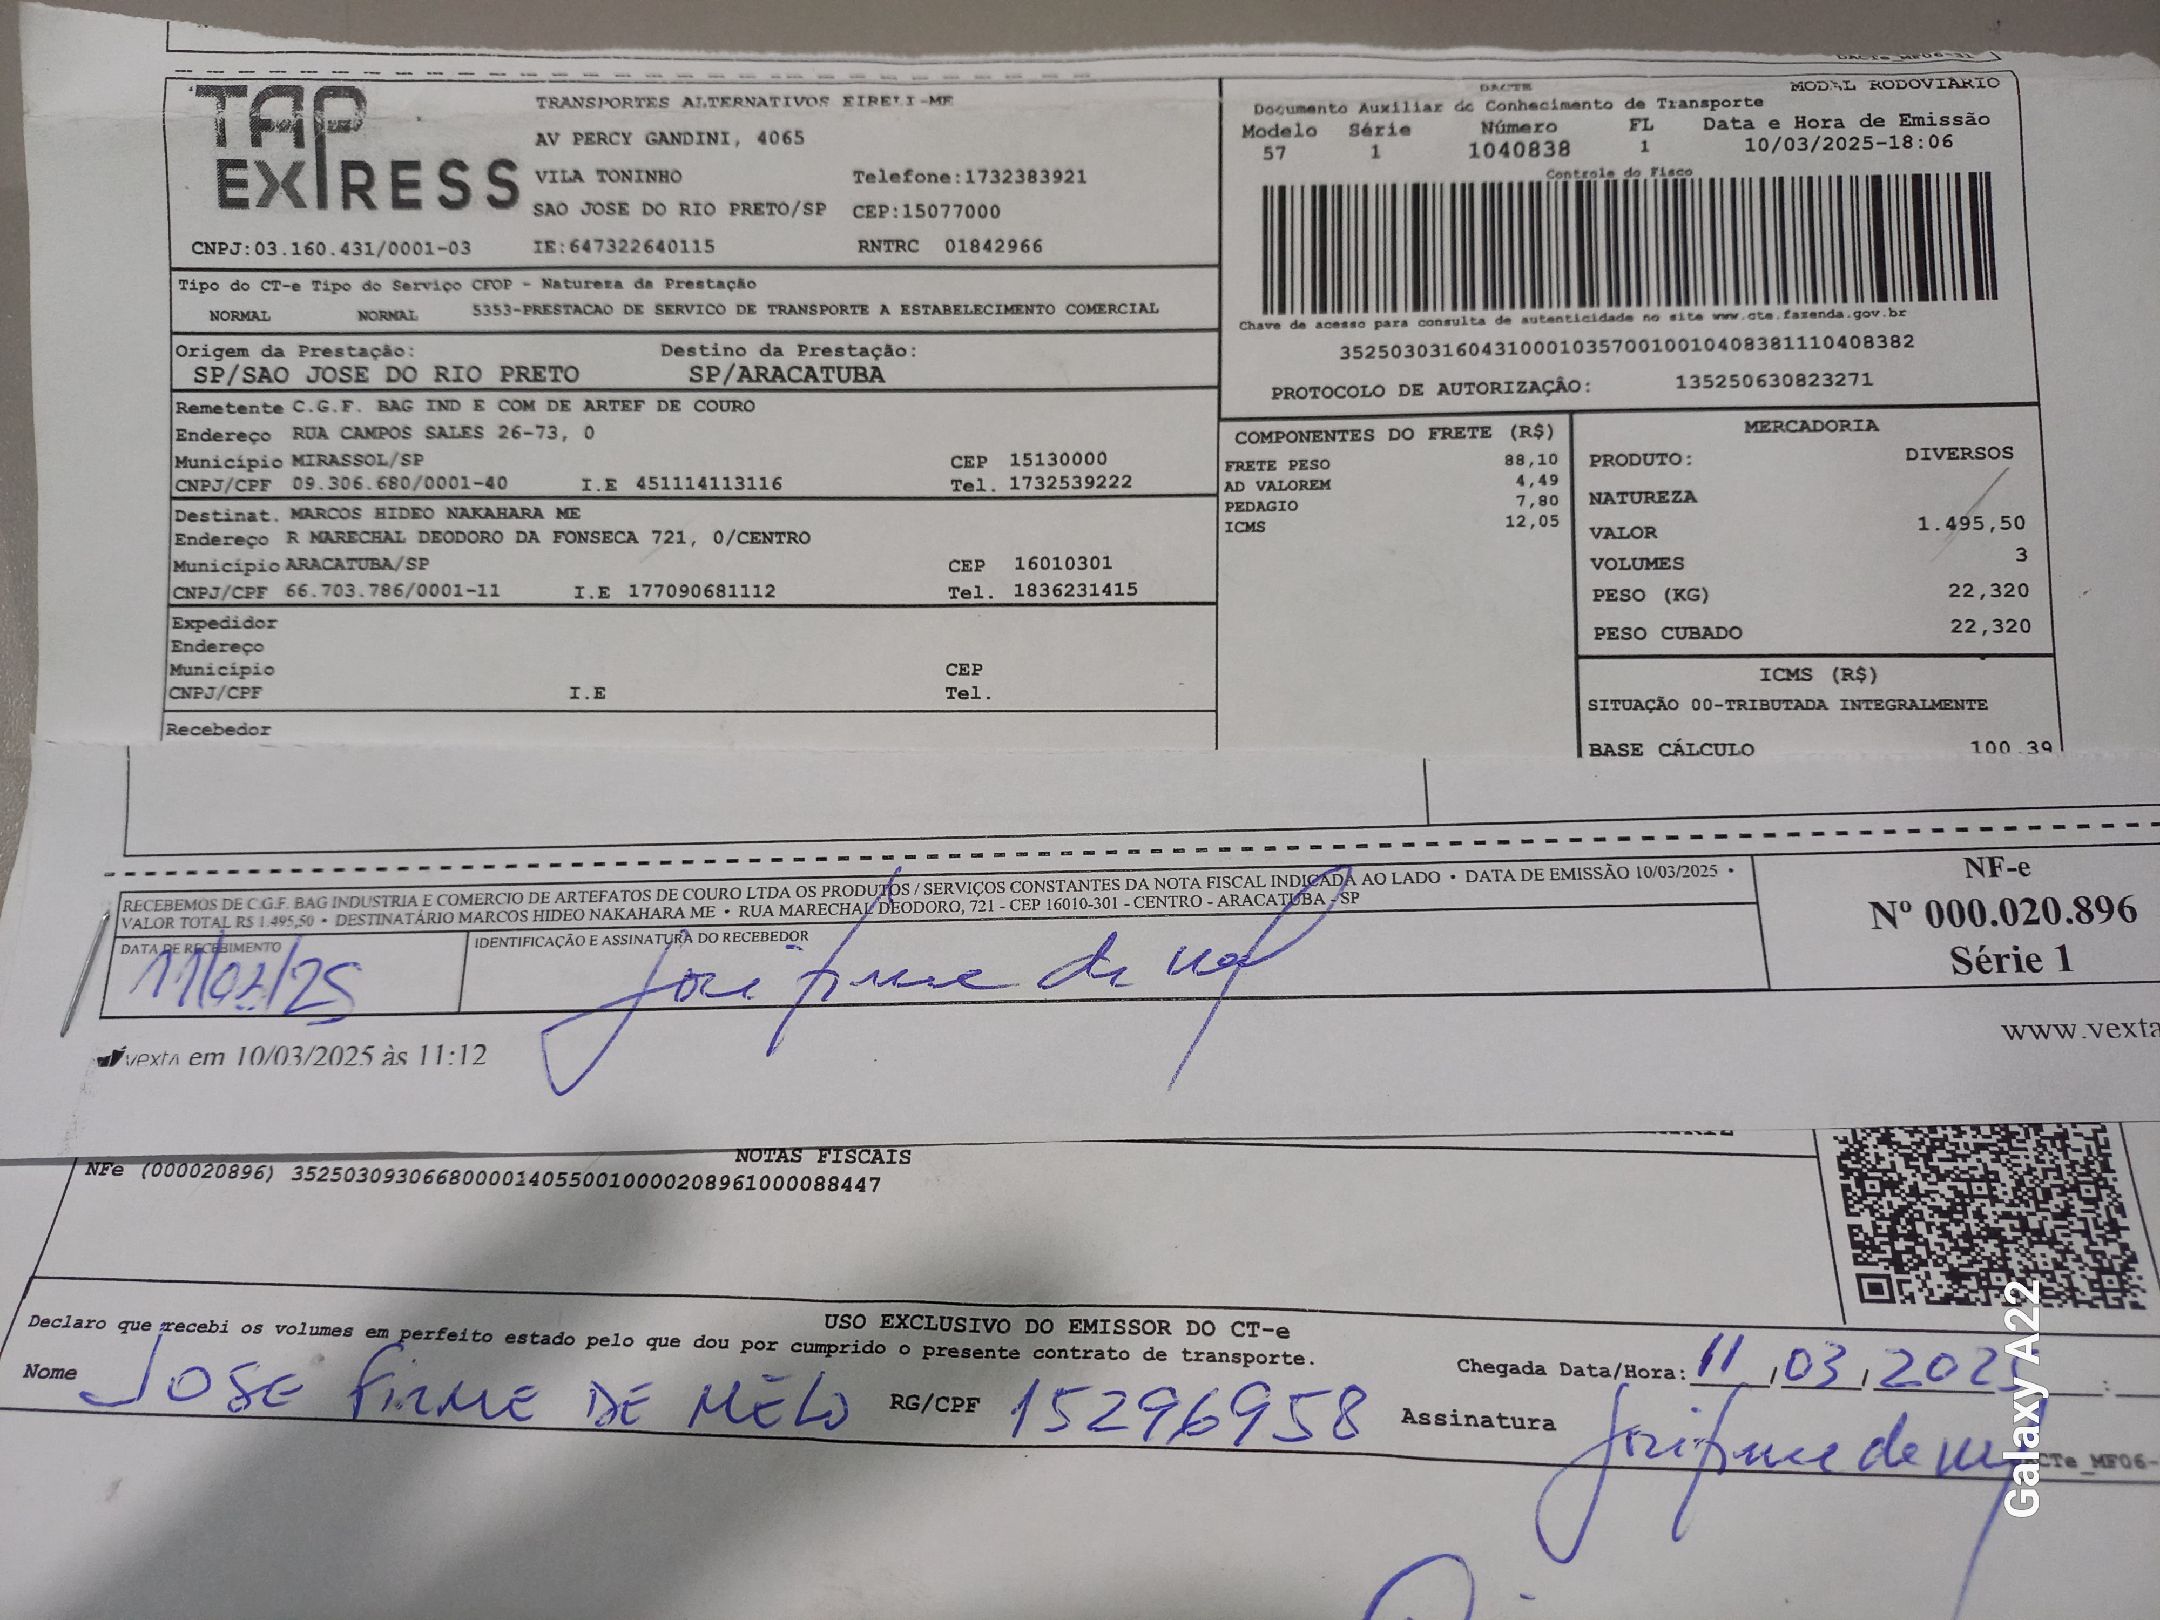 DACTE_MF06-31
TAP EXPRESS
TRANSPORTES ALTERNATIVOS EIRELI-ME
AV PERCY GANDINI, 4065
VILA TONINHO Telefone:1732383921
SAO JOSE DO RIO PRETO/SP CEP:15077000
CNPJ:03.160.431/0001-03 IE:647322640115 RNTRC 01842966
DACTE MODAL RODOVIÁRIO
Documento Auxiliar do Conhecimento de Transporte
Modelo Série Número FL Data e Hora de Emissão
57 1 1040838 1 10/03/2025-18:06
Controle do Fisco
Chave de acesso para consulta de autenticidade no site www.cte.fazenda.gov.br
35250303160431000103570010010408381110408382
PROTOCOLO DE AUTORIZAÇÃO: 135250630823271
Tipo do CT-e Tipo do Serviço CFOP - Natureza da Prestação
NORMAL NORMAL 5353-PRESTACAO DE SERVICO DE TRANSPORTE A ESTABELECIMENTO COMERCIAL
Origem da Prestação: Destino da Prestação:
SP/SAO JOSE DO RIO PRETO SP/ARACATUBA
Remetente C.G.F. BAG IND E COM DE ARTEF DE COURO
Endereço RUA CAMPOS SALES 26-73, 0
Município MIRASSOL/SP CEP 15130000
CNPJ/CPF 09.306.680/0001-40 I.E 451114113116 Tel. 1732539222
Destinat. MARCOS HIDEO NAKAHARA ME
Endereço R MARECHAL DEODORO DA FONSECA 721, 0/CENTRO
Município ARACATUBA/SP CEP 16010301
CNPJ/CPF 66.703.786/0001-11 I.E 177090681112 Tel. 1836231415
Expedidor
Endereço
Município CEP
CNPJ/CPF I.E Tel.
Recebedor
COMPONENTES DO FRETE (R$)
FRETE PESO 88,10
AD VALOREM 4,49
PEDAGIO 7,80
ICMS 12,05
MERCADORIA
PRODUTO: DIVERSOS
NATUREZA
VALOR 1.495,50
VOLUMES 3
PESO (KG) 22,320
PESO CUBADO 22,320
ICMS (R$)
SITUAÇÃO 00-TRIBUTADA INTEGRALMENTE
BASE CÁLCULO 100,39
RECEBEMOS DE C.G.F. BAG INDUSTRIA E COMERCIO DE ARTEFATOS DE COURO LTDA OS PRODUTOS / SERVIÇOS CONSTANTES DA NOTA FISCAL INDICADA AO LADO • DATA DE EMISSÃO 10/03/2025 •
VALOR TOTAL R$ 1.495,50 • DESTINATÁRIO MARCOS HIDEO NAKAHARA ME • RUA MARECHAL DEODORO, 721 - CEP 16010-301 - CENTRO - ARACATUBA - SP
DATA DE RECEBIMENTO IDENTIFICAÇÃO E ASSINATURA DO RECEBEDOR
11/03/25 Jose firme de
NF-e
Nº 000.020.896
Série 1
vexta em 10/03/2025 às 11:12
www.vexta
NOTAS FISCAIS
NFe (000020896) 35250309306680000140550010000208961000088447
USO EXCLUSIVO DO EMISSOR DO CT-e
Declaro que recebi os volumes em perfeito estado pelo que dou por cumprido o presente contrato de transporte.
Nome JOSE FIRME DE MELO RG/CPF 15296958
Chegada Data/Hora: 11/03/2025 :
Assinatura Jose firme de
CTe_MF06-
Galaxy A22